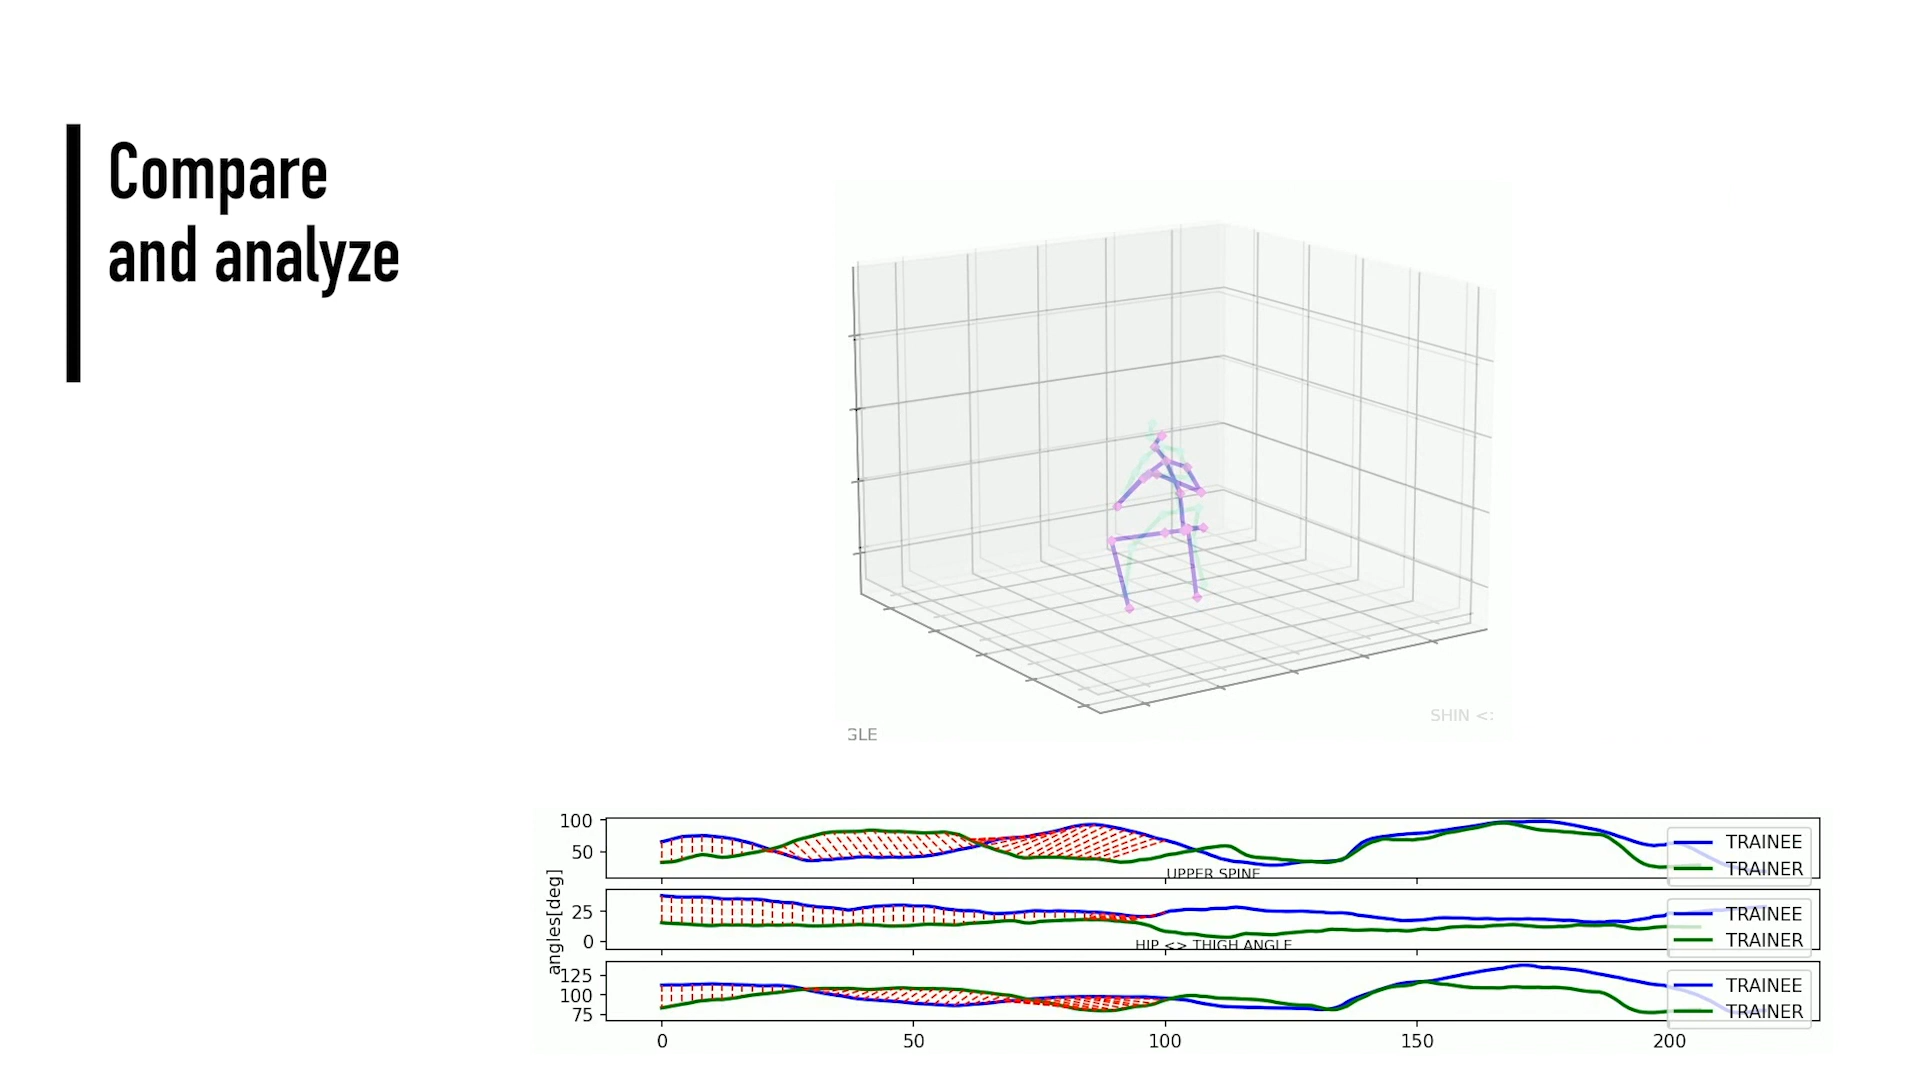 Compare
and analyze
SHIN <:
GLE
100
50
UPPER SPINE
TRAINEE
TRAINER
angles[deg]
25
0
HIP <> THIGH ANGLE
TRAINEE
TRAINER
125
100
75
TRAINEE
TRAINER
0 50 100 150 200